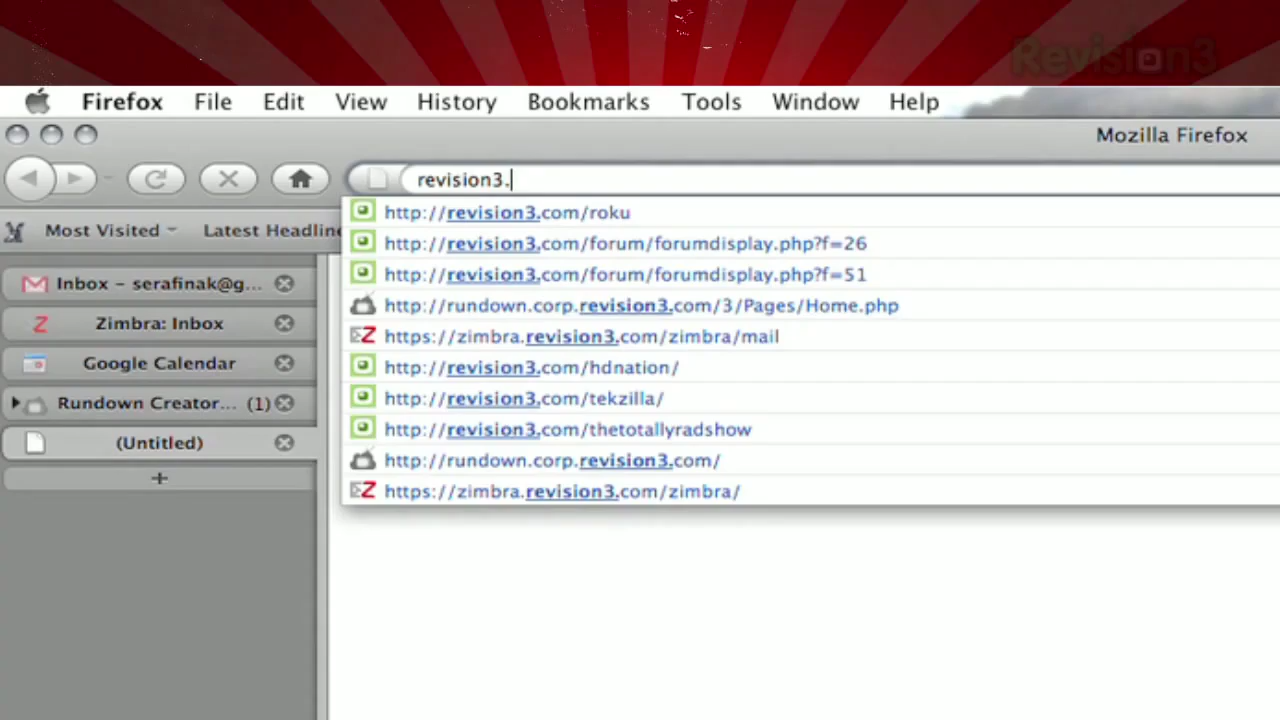 Revision3
Firefox File Edit View History Bookmarks Tools Window Help
Mozilla Firefox
revision3.
Most Visited Latest Headline
http://revision3.com/roku
http://revision3.com/forum/forumdisplay.php?f=26
http://revision3.com/forum/forumdisplay.php?f=51
http://rundown.corp.revision3.com/3/Pages/Home.php
https://zimbra.revision3.com/zimbra/mail
http://revision3.com/hdnation/
http://revision3.com/tekzilla/
http://revision3.com/thetotallyradshow
http://rundown.corp.revision3.com/
https://zimbra.revision3.com/zimbra/
Inbox – serafinak@g...
Zimbra: Inbox
Google Calendar
Rundown Creator... (1)
(Untitled)
+